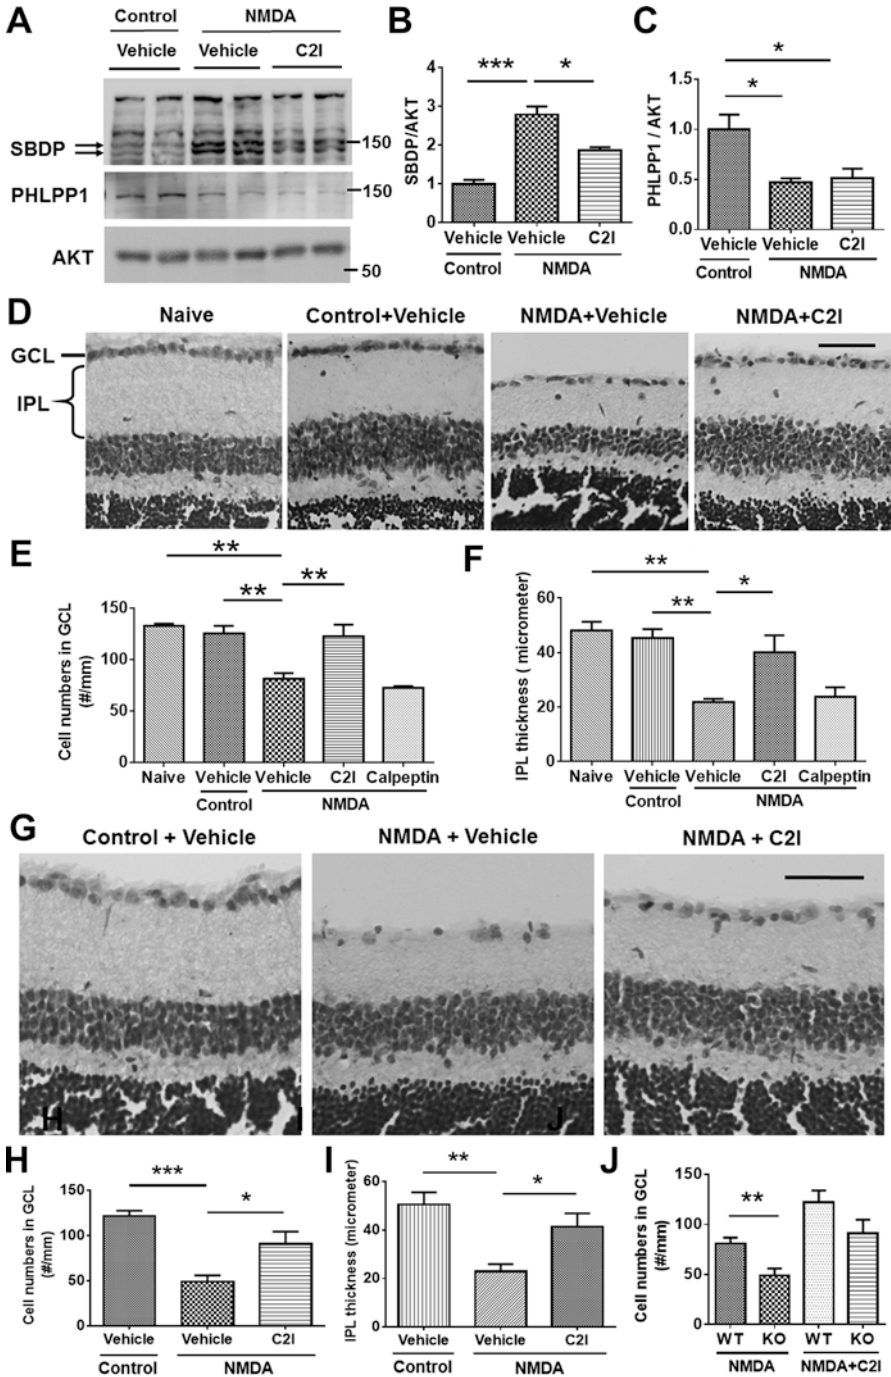 A
Control
NMDA
Vehicle
Vehicle
C2I
SBDP
150
PHLPP1
150
AKT
50
B
SBDP/AKT
4
3
2
1
0
***
*
Vehicle
Vehicle
C2I
Control
NMDA
C
PHLPP1 / AKT
1.5
1.0
0.5
0.0
*
*
Vehicle
Vehicle
C2I
Control
NMDA
D
Naive
Control+Vehicle
NMDA+Vehicle
NMDA+C2I
GCL
IPL
E
Cell numbers in GCL
(#/mm)
150
100
50
0
**
**
**
Naive
Vehicle
Vehicle
C2I
Calpeptin
Control
NMDA
F
IPL thickness ( micrometer)
60
40
20
0
**
**
*
Naive
Vehicle
Vehicle
C2I
Calpeptin
Control
NMDA
G
Control + Vehicle
NMDA + Vehicle
NMDA + C2I
H
I
J
H
Cell numbers in GCL
(#/mm)
150
100
50
0
***
*
Vehicle
Vehicle
C2I
Control
NMDA
I
IPL thickness (micrometer)
60
40
20
0
**
*
Vehicle
Vehicle
C2I
Control
NMDA
J
Cell numbers in GCL
(#/mm)
150
100
50
0
**
WT
KO
WT
KO
NMDA
NMDA+C2I